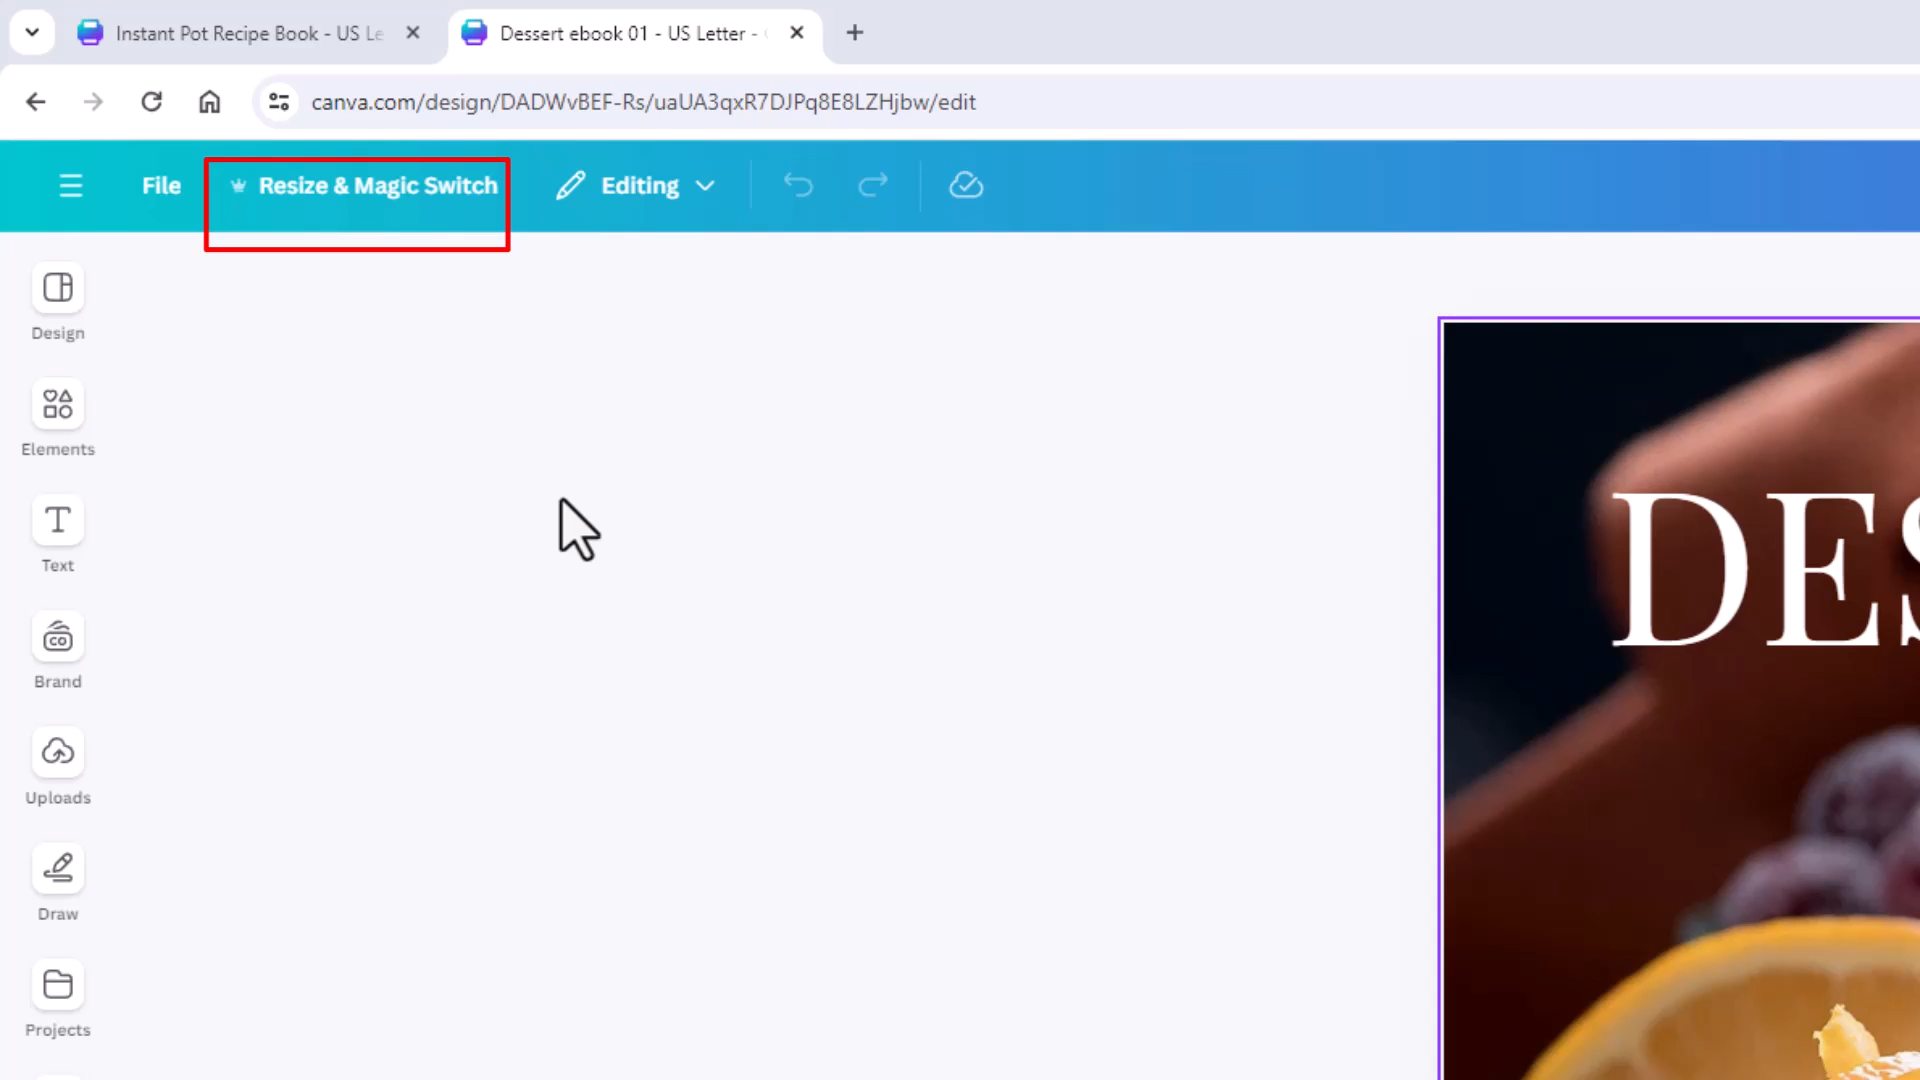 Instant Pot Recipe Book - US Le
Dessert ebook 01 - US Letter -
canva.com/design/DADWvBEF-Rs/uaUA3qxR7DJPq8E8LZHjbw/edit
File
Resize & Magic Switch
Editing
Design
Elements
Text
CO
Brand
Uploads
Draw
Projects
DES